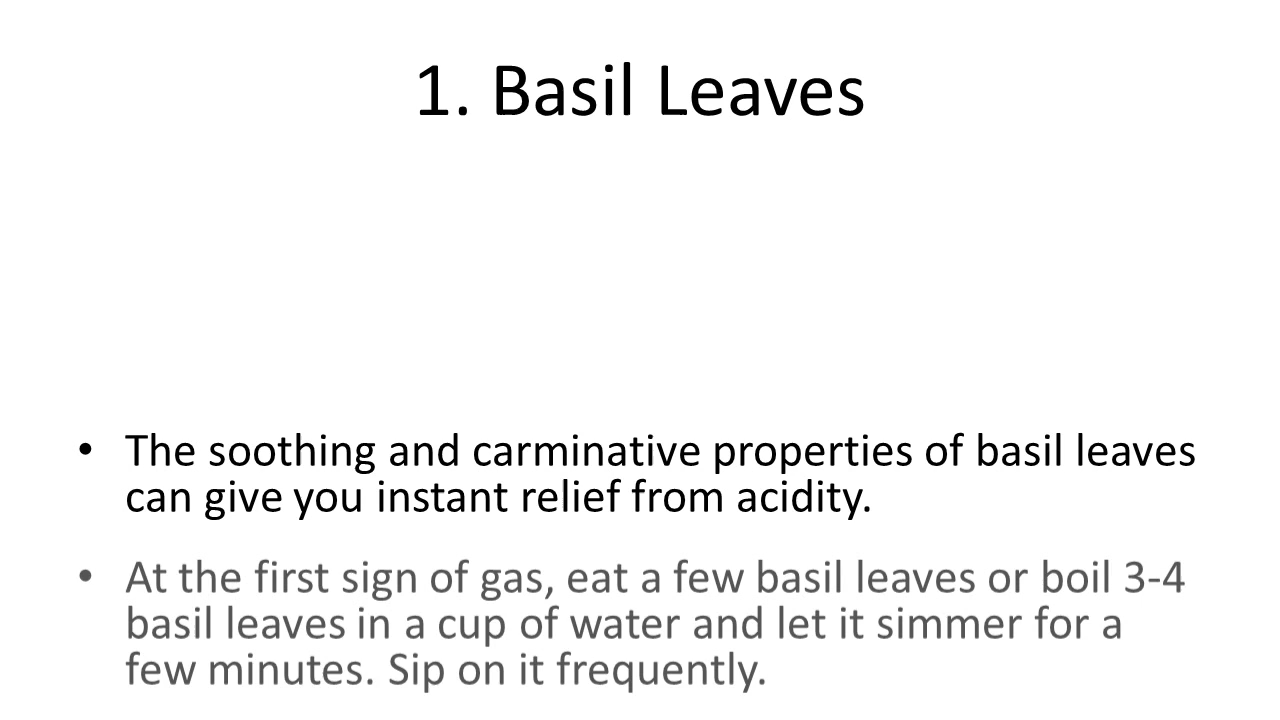 1. Basil Leaves
• The soothing and carminative properties of basil leaves
can give you instant relief from acidity.
• At the first sign of gas, eat a few basil leaves or boil 3-4
basil leaves in a cup of water and let it simmer for a
few minutes. Sip on it frequently.